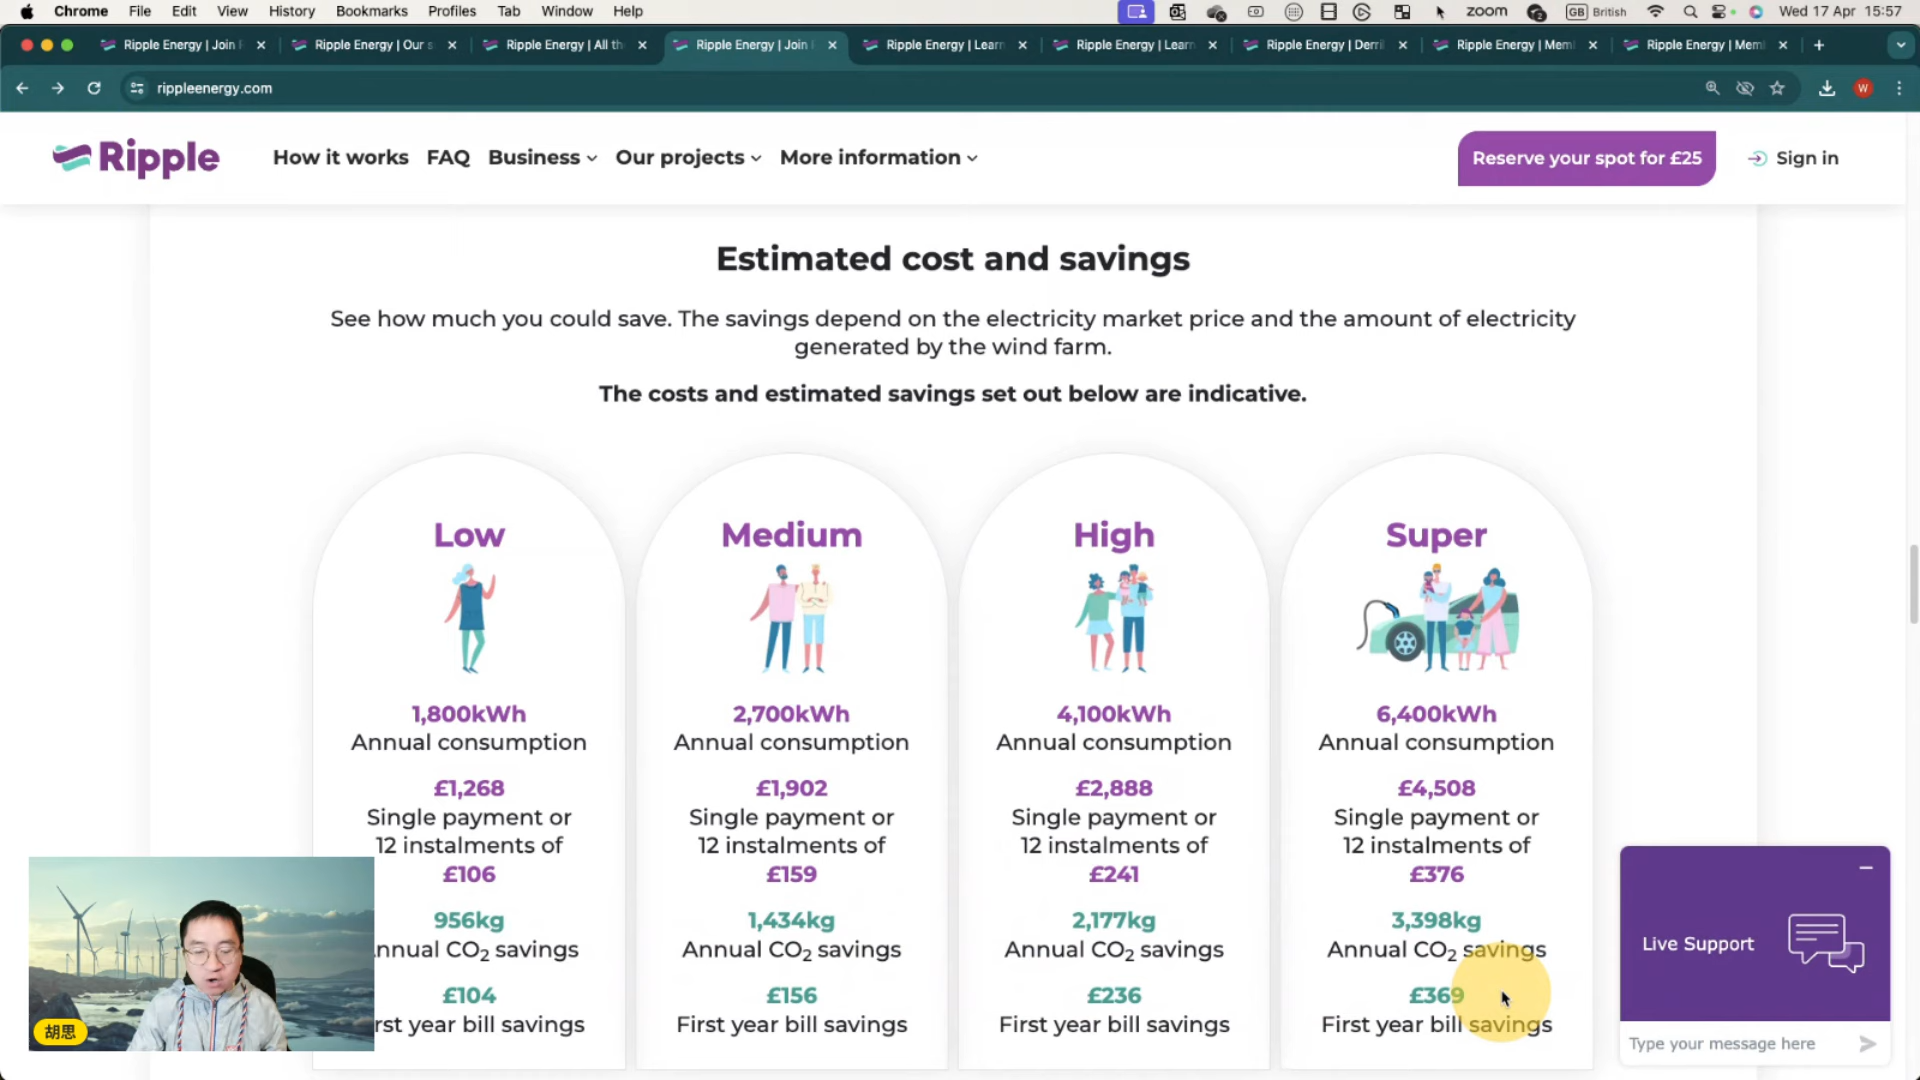 Chrome File Edit View History Bookmarks Profiles Tab Window Help zoom GB British Wed 17 Apr 15:57
Ripple Energy | Join Ripple Energy | Our s Ripple Energy | All th Ripple Energy | Join Ripple Energy | Learn Ripple Energy | Learn Ripple Energy | Derril Ripple Energy | Mem Ripple Energy | Mem
rippleenergy.com W
Ripple How it works FAQ Business Our projects More information Reserve your spot for £25 Sign in
Estimated cost and savings
See how much you could save. The savings depend on the electricity market price and the amount of electricity
generated by the wind farm.
The costs and estimated savings set out below are indicative.
Low
1,800kWh
Annual consumption
£1,268
Single payment or
12 instalments of
£106
956kg
nnual CO₂ savings
£104
rst year bill savings
Medium
2,700kWh
Annual consumption
£1,902
Single payment or
12 instalments of
£159
1,434kg
Annual CO₂ savings
£156
First year bill savings
High
4,100kWh
Annual consumption
£2,888
Single payment or
12 instalments of
£241
2,177kg
Annual CO₂ savings
£236
First year bill savings
Super
6,400kWh
Annual consumption
£4,508
Single payment or
12 instalments of
£376
3,398kg
Annual CO₂ savings
£369
First year bill savings
胡思
Live Support
Type your message here